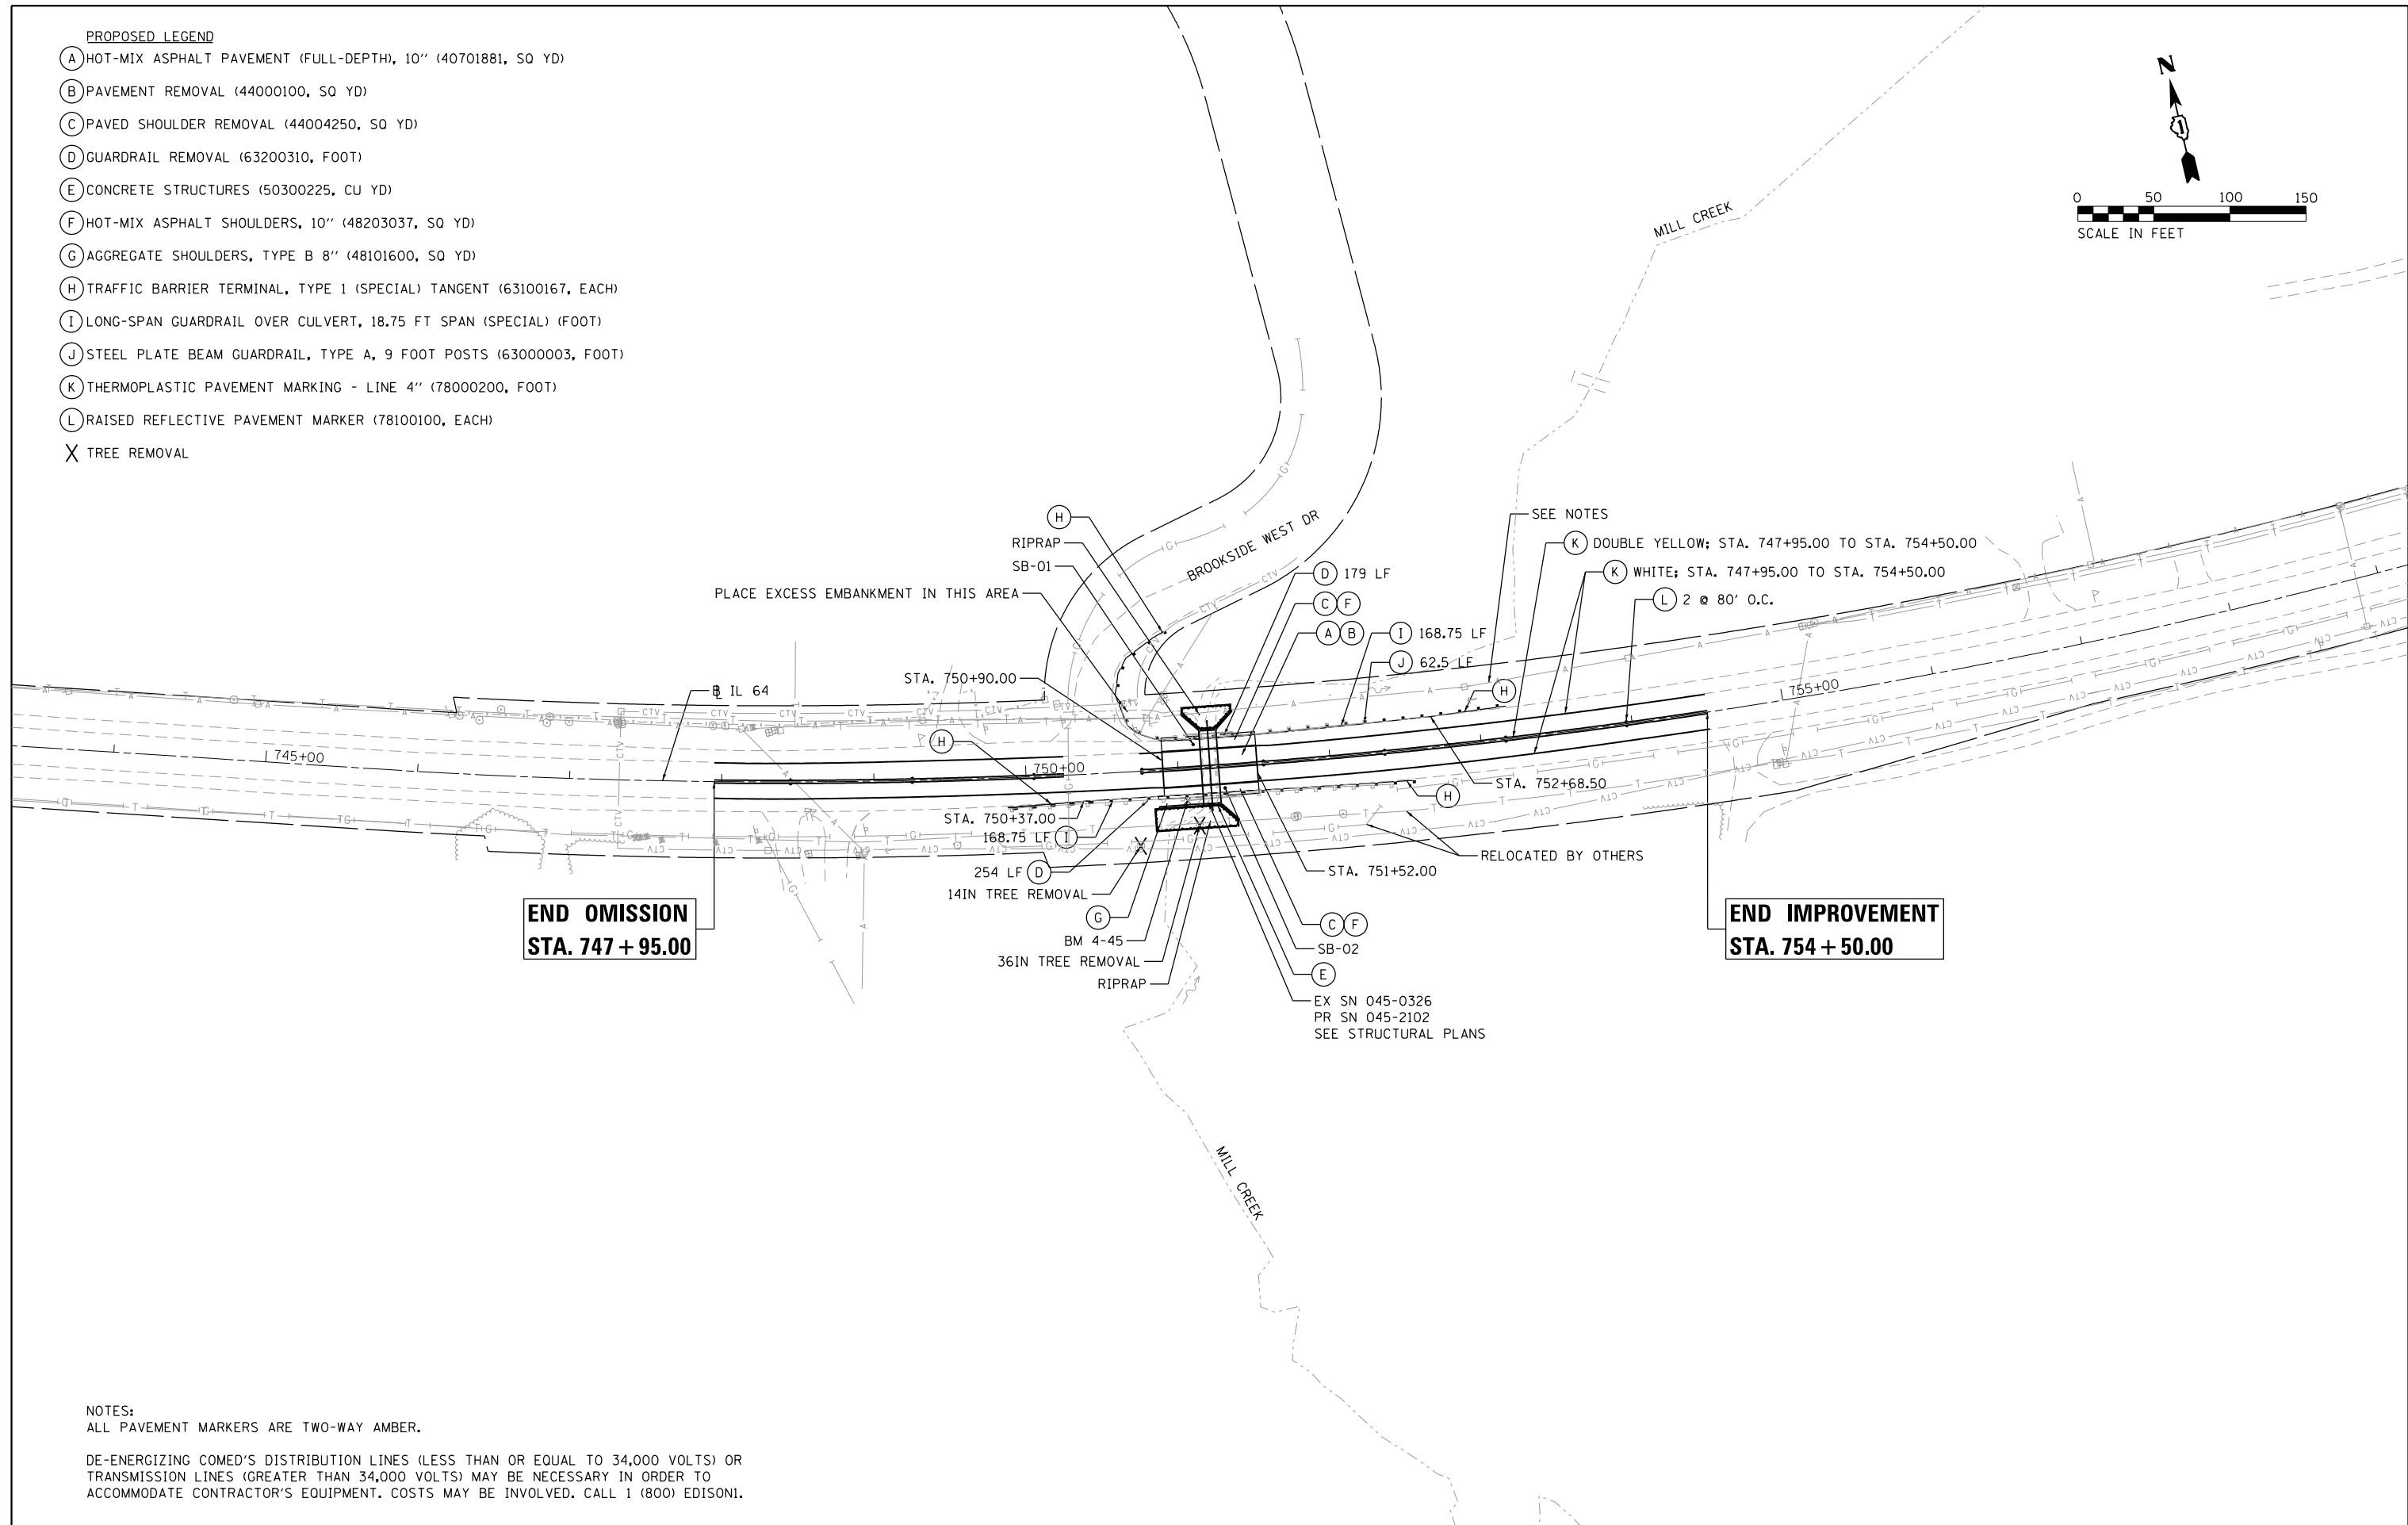 PROPOSED LEGEND
A HOT-MIX ASPHALT PAVEMENT (FULL-DEPTH), 10'' (40701881, SQ YD)
B PAVEMENT REMOVAL (44000100, SQ YD)
C PAVED SHOULDER REMOVAL (44004250, SQ YD)
D GUARDRAIL REMOVAL (63200310, FOOT)
E CONCRETE STRUCTURES (50300225, CU YD)
F HOT-MIX ASPHALT SHOULDERS, 10'' (48203037, SQ YD)
G AGGREGATE SHOULDERS, TYPE B 8'' (48101600, SQ YD)
H TRAFFIC BARRIER TERMINAL, TYPE 1 (SPECIAL) TANGENT (63100167, EACH)
I LONG-SPAN GUARDRAIL OVER CULVERT, 18.75 FT SPAN (SPECIAL) (FOOT)
J STEEL PLATE BEAM GUARDRAIL, TYPE A, 9 FOOT POSTS (63000003, FOOT)
K THERMOPLASTIC PAVEMENT MARKING - LINE 4'' (78000200, FOOT)
L RAISED REFLECTIVE PAVEMENT MARKER (78100100, EACH)
X TREE REMOVAL
N
1
0 50 100 150
SCALE IN FEET
MILL CREEK
BROOKSIDE WEST DR
H
RIPRAP
SB-01
PLACE EXCESS EMBANKMENT IN THIS AREA
SEE NOTES
K DOUBLE YELLOW; STA. 747+95.00 TO STA. 754+50.00
K WHITE; STA. 747+95.00 TO STA. 754+50.00
L 2 @ 80' O.C.
D 179 LF
C F
A B
I 168.75 LF
J 62.5 LF
H
STA. 750+90.00
IL 64
H
745+00
750+00
755+00
STA. 752+68.50
H
STA. 750+37.00
168.75 LF I
254 LF D
14IN TREE REMOVAL
G
BM 4-45
36IN TREE REMOVAL
RIPRAP
RELOCATED BY OTHERS
STA. 751+52.00
C F
SB-02
E
EX SN 045-0326
PR SN 045-2102
SEE STRUCTURAL PLANS
END OMISSION
STA. 747+95.00
END IMPROVEMENT
STA. 754+50.00
MILL CREEK
NOTES:
ALL PAVEMENT MARKERS ARE TWO-WAY AMBER.
DE-ENERGIZING COMED'S DISTRIBUTION LINES (LESS THAN OR EQUAL TO 34,000 VOLTS) OR
TRANSMISSION LINES (GREATER THAN 34,000 VOLTS) MAY BE NECESSARY IN ORDER TO
ACCOMMODATE CONTRACTOR'S EQUIPMENT. COSTS MAY BE INVOLVED. CALL 1 (800) EDISON1.